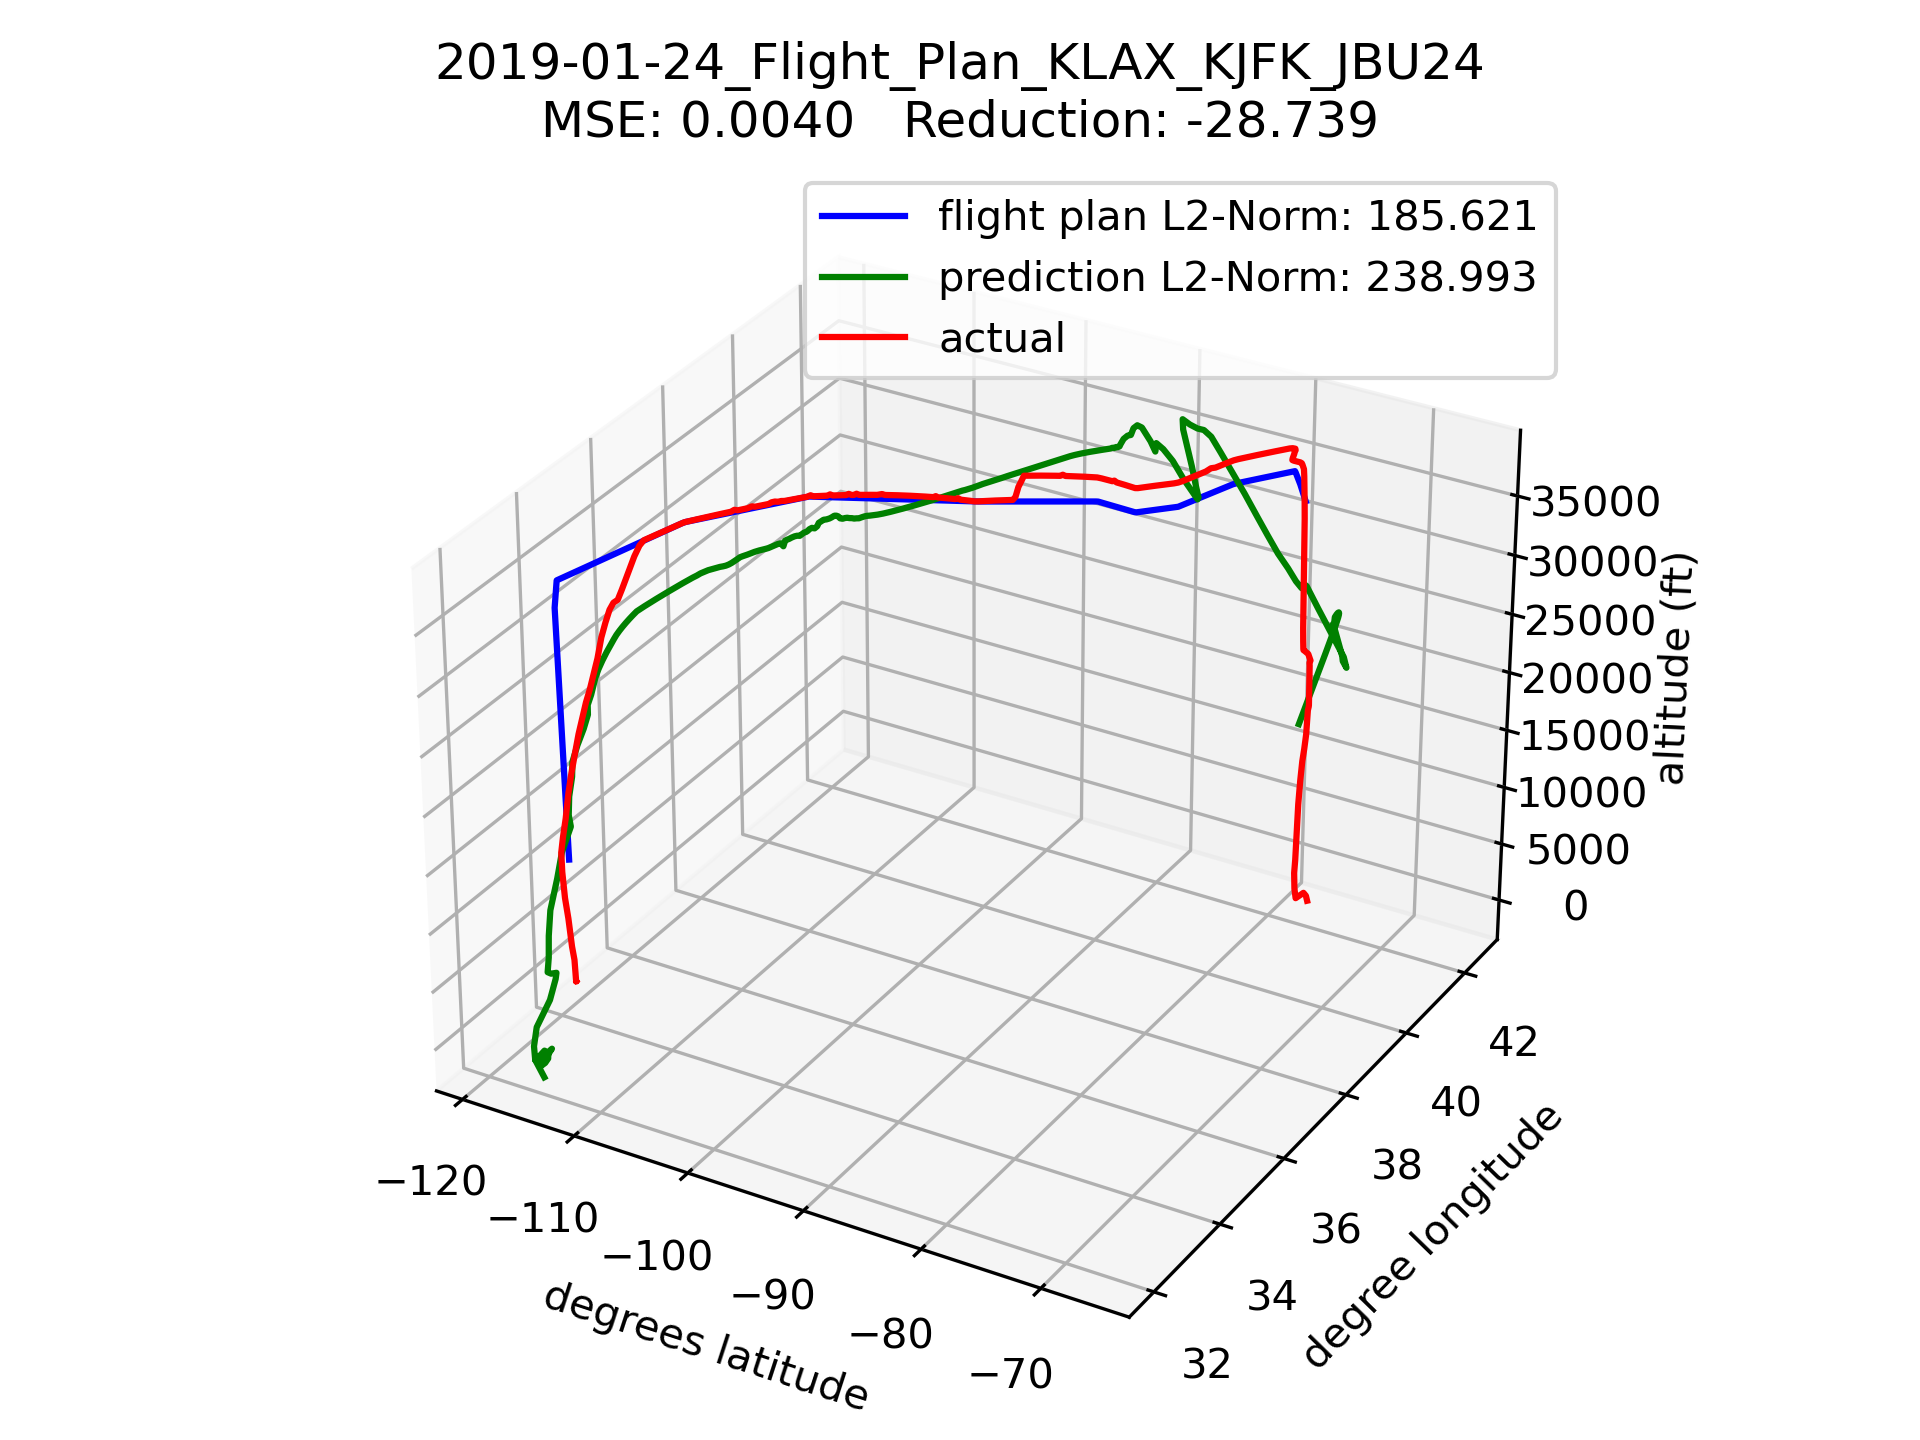 2019-01-24_Flight_Plan_KLAX_KJFK_JBU24
MSE: 0.0040   Reduction: -28.739
flight plan L2-Norm: 185.621
prediction L2-Norm: 238.993
actual
35000
30000
25000
20000
15000
10000
5000
0
altitude (ft)
42
40
38
36
34
32
degree longitude
−120
−110
−100
−90
−80
−70
degrees latitude